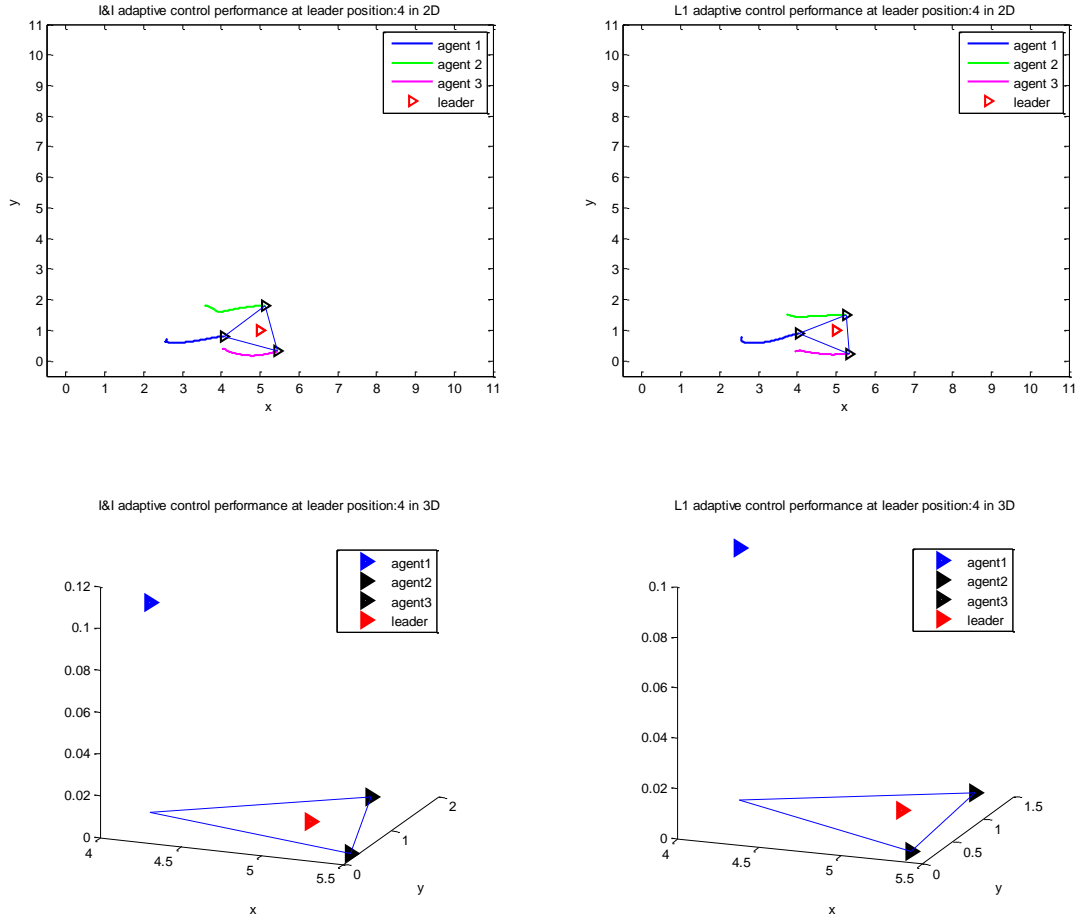 I&I adaptive control performance at leader position:4 in 2D
11
10
9
8
7
6
5
4
3
2
1
0
y
0 1 2 3 4 5 6 7 8 9 10 11
x
agent 1
agent 2
agent 3
leader
L1 adaptive control performance at leader position:4 in 2D
11
10
9
8
7
6
5
4
3
2
1
0
y
0 1 2 3 4 5 6 7 8 9 10 11
x
agent 1
agent 2
agent 3
leader
I&I adaptive control performance at leader position:4 in 3D
agent1
agent2
agent3
leader
0.12
0.1
0.08
0.06
0.04
0.02
0
4 4.5 5 5.5
x
0 1 2
y
L1 adaptive control performance at leader position:4 in 3D
agent1
agent2
agent3
leader
0.1
0.08
0.06
0.04
0.02
0
4 4.5 5 5.5
x
0 0.5 1 1.5
y